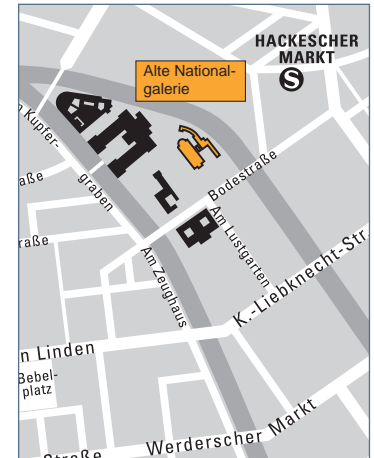 HACKESCHER
MARKT
S
Alte National-
galerie
n Kupfer-
graben
aße
raße
Bodestraße
Am Lustgarten
Am Zeughaus
K.-Liebknecht-Str.
n Linden
Bebel-
platz
Werderscher Markt
Straße